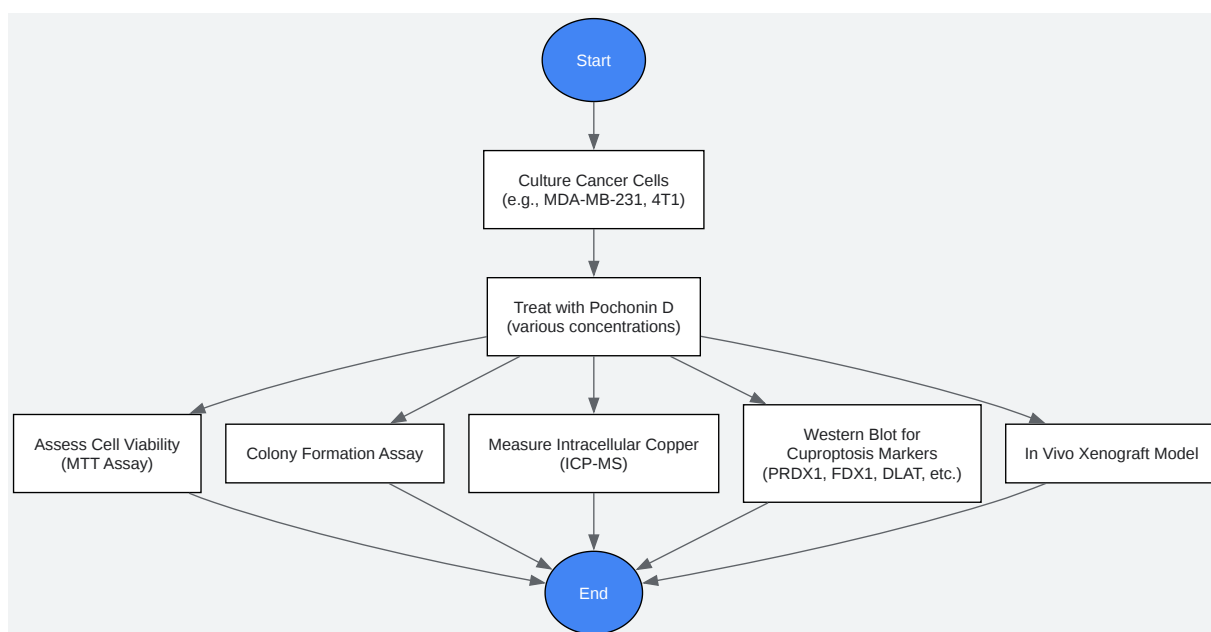 Start
Culture Cancer Cells
(e.g., MDA-MB-231, 4T1)
Treat with Pochonin D
(various concentrations)
Assess Cell Viability
(MTT Assay)
Colony Formation Assay
Measure Intracellular Copper
(ICP-MS)
Western Blot for
Cuproptosis Markers
(PRDX1, FDX1, DLAT, etc.)
In Vivo Xenograft Model
End